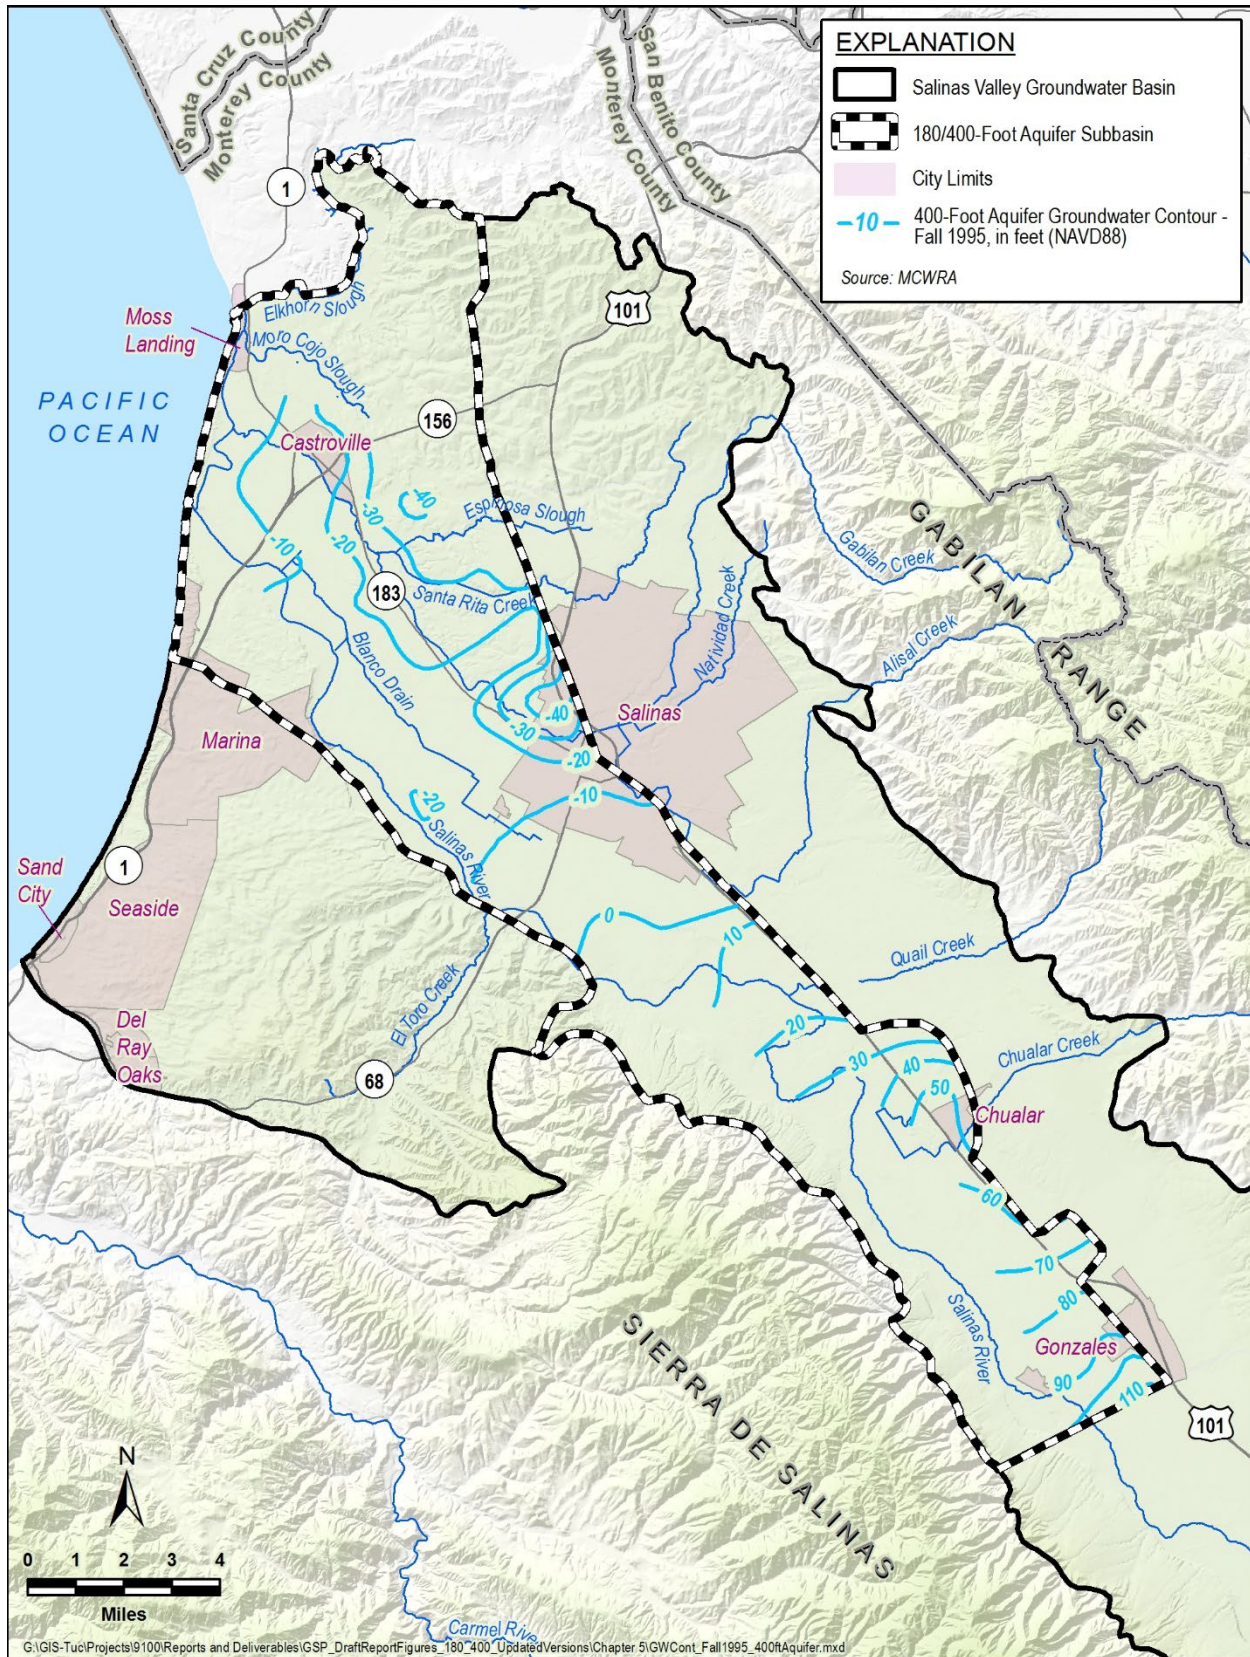 Santa Cruz County
Monterey County
San Benito County
Monterey County
EXPLANATION
Salinas Valley Groundwater Basin
180/400-Foot Aquifer Subbasin
City Limits
-10
400-Foot Aquifer Groundwater Contour -
Fall 1995, in feet (NAVD88)
Source: MCWRA
1
101
Elkhorn Slough
Moss
Landing
Moro Cojo Slough
PACIFIC
OCEAN
156
Castroville
-40
-30
Espinosa Slough
-10
-20
GABILAN
RANGE
Gabilan Creek
183
Santa Rita Creek
Natividad Creek
Alisal Creek
Blanco Drain
-40
Salinas
-30
Marina
-20
-10
-20
Salinas River
Sand
City
1
Seaside
0
10
Quail Creek
El Toro Creek
Del
Ray
Oaks
20
30
40
50
Chualar Creek
68
Chualar
60
70
80
Salinas River
Gonzales
90
110
101
SIERRA DE SALINAS
N
0 1 2 3 4
Miles
Carmel River
G:\GIS-Tuc\Projects\9100\Reports and Deliverables\GSP_DraftReportFigures_180_400_UpdatedVersions\Chapter 5\GWCont_Fall1995_400ftAquifer.mxd